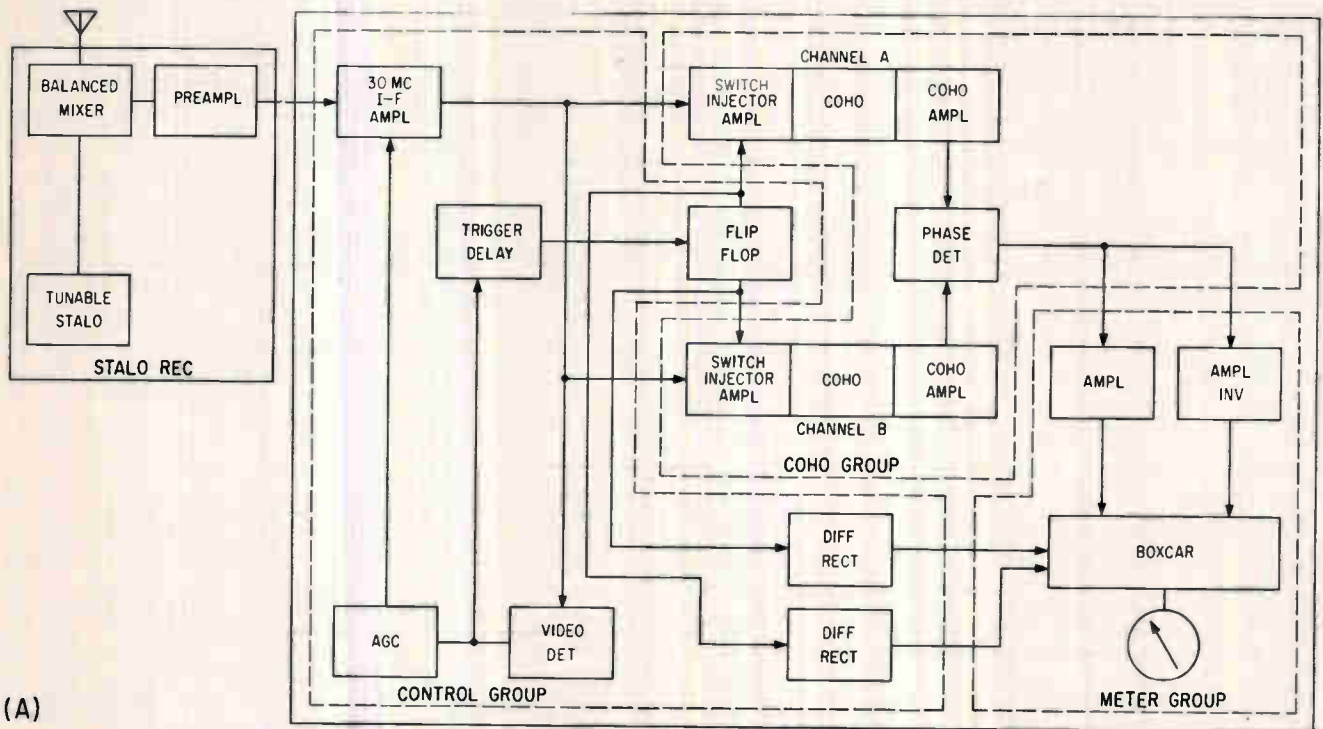 BALANCED
MIXER
PREAMPL
TUNABLE
STALO
STALO REC
30 MC
I-F
AMPL
TRIGGER
DELAY
AGC
VIDEO
DET
CONTROL GROUP
CHANNEL A
SWITCH
INJECTOR
AMPL
COHO
COHO
AMPL
FLIP
FLOP
PHASE
DET
SWITCH
INJECTOR
AMPL
COHO
COHO
AMPL
CHANNEL B
COHO GROUP
AMPL
AMPL
INV
DIFF
RECT
DIFF
RECT
BOXCAR
METER GROUP
(A)